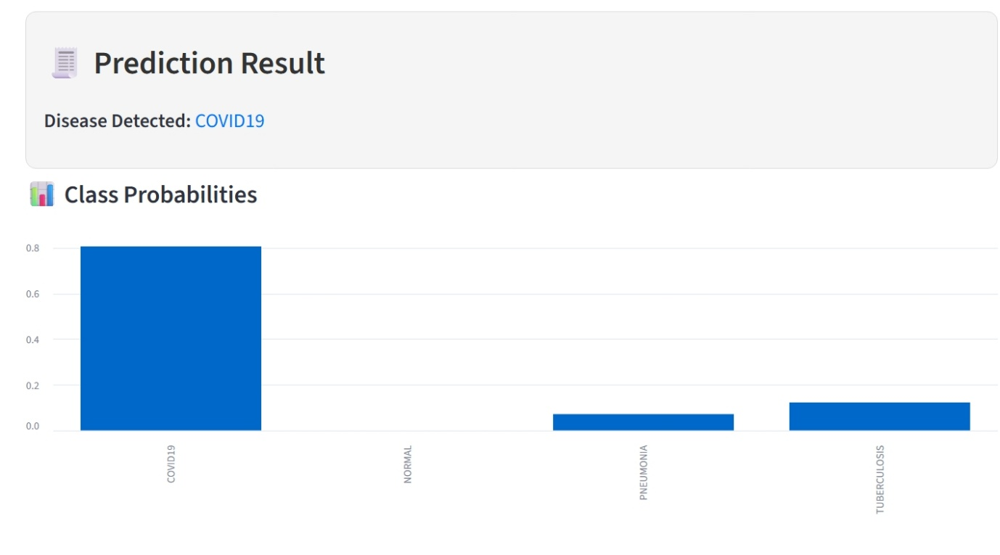 Prediction Result
Disease Detected: COVID19
Class Probabilities
0.8
0.6
0.4
0.2
0.0
COVID19
NORMAL
PNEUMONIA
TUBERCULOSIS